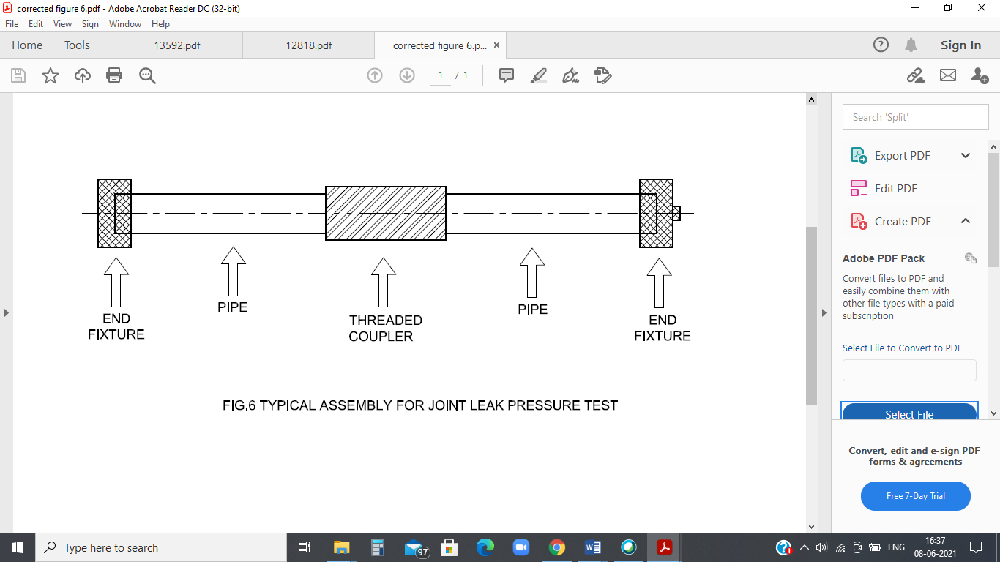 corrected figure 6.pdf - Adobe Acrobat Reader DC (32-bit)
File Edit View Sign Window Help
Home Tools 13592.pdf 12818.pdf corrected figure 6.p... × Sign In
1 / 1
Search 'Split'
Export PDF
Edit PDF
Create PDF
Adobe PDF Pack
Convert files to PDF and
easily combine them with
other file types with a paid
subscription
Select File to Convert to PDF
Select File
Convert, edit and e-sign PDF
forms & agreements
Free 7-Day Trial
END
FIXTURE
PIPE
THREADED
COUPLER
PIPE
END
FIXTURE
FIG.6 TYPICAL ASSEMBLY FOR JOINT LEAK PRESSURE TEST
Type here to search
97
ENG
16:37
08-06-2021